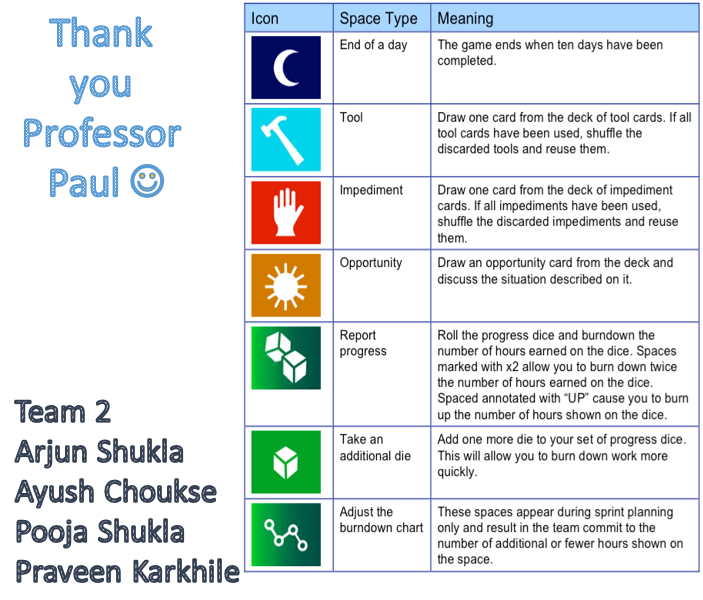 Thank
you
Professor
Paul
Icon Space Type Meaning
End of a day The game ends when ten days have been
completed.
Tool Draw one card from the deck of tool cards. If all
tool cards have been used, shuffle the
discarded tools and reuse them.
Impediment Draw one card from the deck of impediment
cards. If all impediments have been used,
shuffle the discarded impediments and reuse
them.
Opportunity Draw an opportunity card from the deck and
discuss the situation described on it.
Report Roll the progress dice and burndown the
progress number of hours earned on the dice. Spaces
marked with x2 allow you to burn down twice
the number of hours earned on the dice.
Spaced annotated with “UP” cause you to burn
up the number of hours shown on the dice.
Take an Add one more die to your set of progress dice.
additional die This will allow you to burn down work more
quickly.
Adjust the These spaces appear during sprint planning
burndown chart only and result in the team commit to the
number of additional or fewer hours shown on
the space.
Team 2
Arjun Shukla
Ayush Choukse
Pooja Shukla
Praveen Karkhile